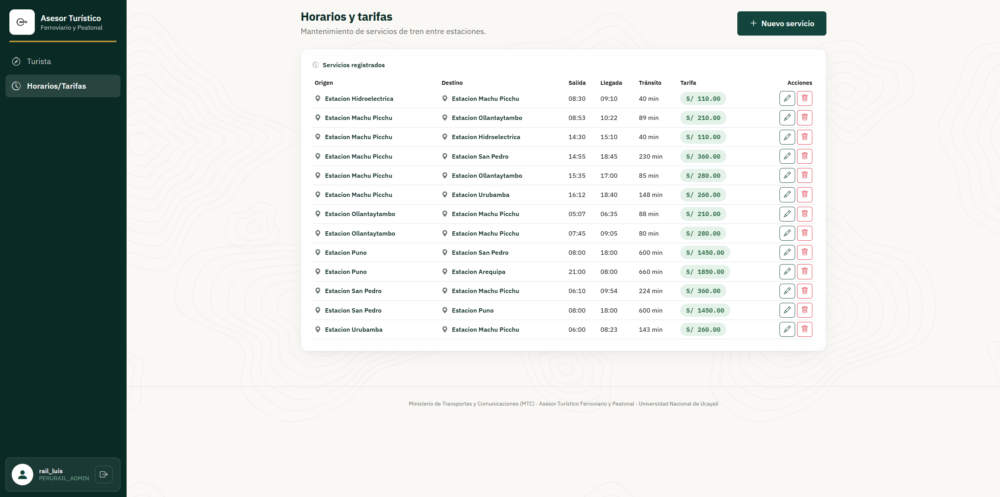 MTC
Asesor Turístico
Ferroviario y Peatonal
Turista
Horarios/Tarifas
Horarios y tarifas
Mantenimiento de servicios de tren entre estaciones.
+ Nuevo servicio
Servicios registrados
Origen Destino Salida Llegada Tránsito Tarifa Acciones
Estacion Hidroelectrica Estacion Machu Picchu 08:30 09:10 40 min S/ 110.00
Estacion Machu Picchu Estacion Ollantaytambo 08:53 10:22 89 min S/ 210.00
Estacion Machu Picchu Estacion Hidroelectrica 14:30 15:10 40 min S/ 110.00
Estacion Machu Picchu Estacion San Pedro 14:55 18:45 230 min S/ 360.00
Estacion Machu Picchu Estacion Ollantaytambo 15:35 17:00 85 min S/ 280.00
Estacion Machu Picchu Estacion Urubamba 16:12 18:40 148 min S/ 260.00
Estacion Ollantaytambo Estacion Machu Picchu 05:07 06:35 88 min S/ 210.00
Estacion Ollantaytambo Estacion Machu Picchu 07:45 09:05 80 min S/ 280.00
Estacion Puno Estacion San Pedro 08:00 18:00 600 min S/ 1450.00
Estacion Puno Estacion Arequipa 21:00 08:00 660 min S/ 1850.00
Estacion San Pedro Estacion Machu Picchu 06:10 09:54 224 min S/ 360.00
Estacion San Pedro Estacion Puno 08:00 18:00 600 min S/ 1450.00
Estacion Urubamba Estacion Machu Picchu 06:00 08:23 143 min S/ 260.00
Ministerio de Transportes y Comunicaciones (MTC) · Asesor Turístico Ferroviario y Peatonal · Universidad Nacional de Ucayali
rail_luis
PERURAIL_ADMIN